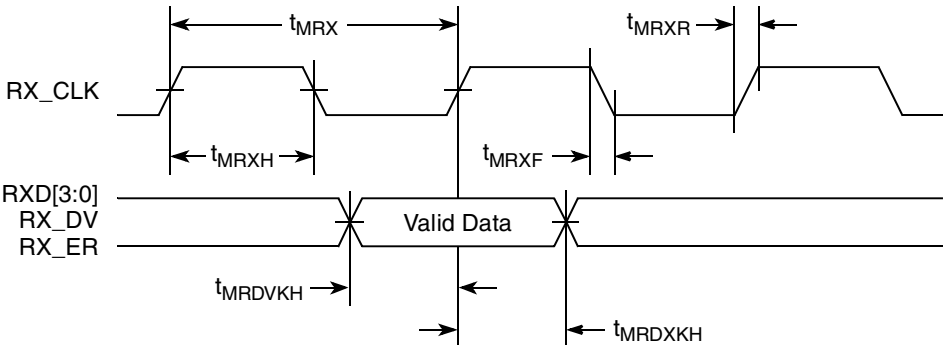 tMRX
tMRXR
RX_CLK
tMRXH
tMRXF
RXD[3:0]
RX_DV
Valid Data
RX_ER
tMRDVKH
tMRDXKH